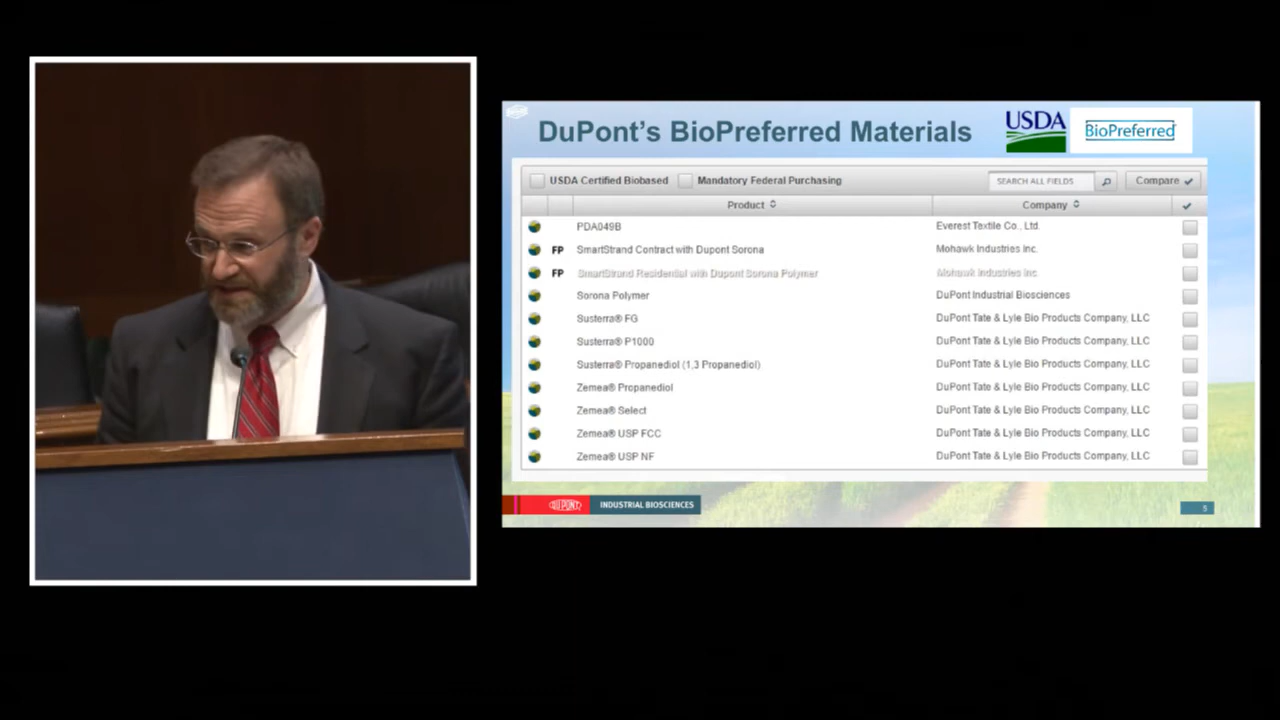 DuPont's BioPreferred Materials
USDA
BioPreferred
USDA Certified Biobased Mandatory Federal Purchasing SEARCH ALL FIELDS Compare
Product Company
PDA049B Everest Textile Co., Ltd.
FP SmartStrand Contract with Dupont Sorona Mohawk Industries Inc.
FP SmartStrand Residential with Dupont Sorona Polymer Mohawk Industries Inc.
Sorona Polymer DuPont Industrial Biosciences
Susterra® FG DuPont Tate & Lyle Bio Products Company, LLC
Susterra® P1000 DuPont Tate & Lyle Bio Products Company, LLC
Susterra® Propanediol (1,3 Propanediol) DuPont Tate & Lyle Bio Products Company, LLC
Zemea® Propanediol DuPont Tate & Lyle Bio Products Company, LLC
Zemea® Select DuPont Tate & Lyle Bio Products Company, LLC
Zemea® USP FCC DuPont Tate & Lyle Bio Products Company, LLC
Zemea® USP NF DuPont Tate & Lyle Bio Products Company, LLC
DUPONT INDUSTRIAL BIOSCIENCES 5